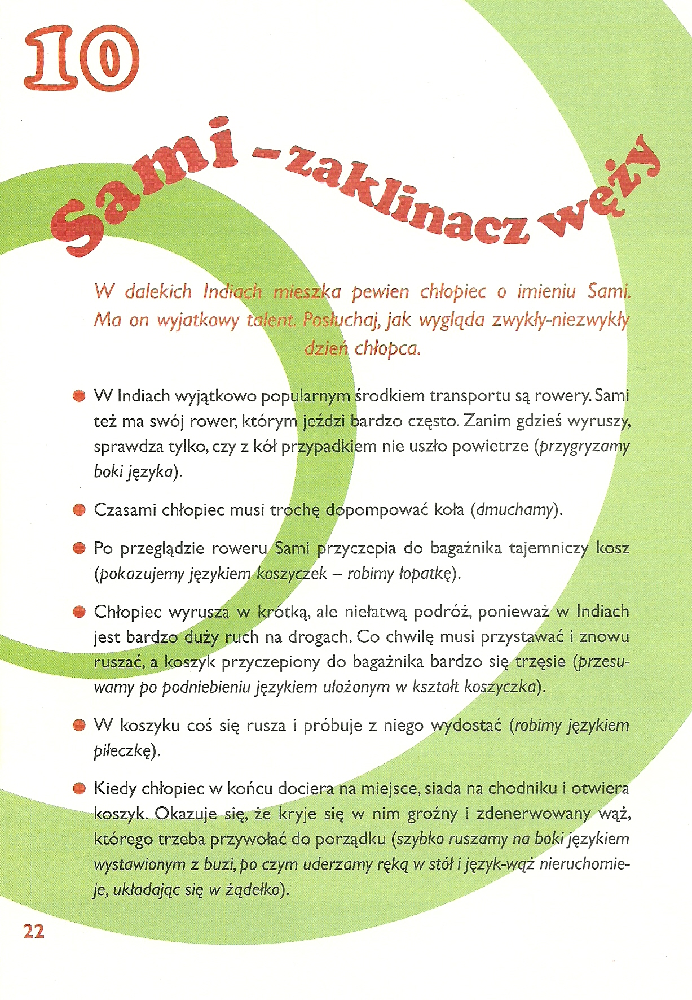 10
Sami – zaklinacz węży
W dalekich Indiach mieszka pewien chłopiec o imieniu Sami.
Ma on wyjatkowy talent. Posłuchaj, jak wygląda zwykły-niezwykły
dzień chłopca.
● W Indiach wyjątkowo popularnym środkiem transportu są rowery. Sami
też ma swój rower, którym jeździ bardzo często. Zanim gdzieś wyruszy,
sprawdza tylko, czy z kół przypadkiem nie uszło powietrze (przygryzamy
boki języka).
● Czasami chłopiec musi trochę dopompować koła (dmuchamy).
● Po przeglądzie roweru Sami przyczepia do bagażnika tajemniczy kosz
(pokazujemy językiem koszyczek – robimy łopatkę).
● Chłopiec wyrusza w krótką, ale niełatwą podróż, ponieważ w Indiach
jest bardzo duży ruch na drogach. Co chwilę musi przystawać i znowu
ruszać, a koszyk przyczepiony do bagażnika bardzo się trzęsie (przesu-
wamy po podniebieniu językiem ułożonym w kształt koszyczka).
● W koszyku coś się rusza i próbuje z niego wydostać (robimy językiem
piłeczkę).
● Kiedy chłopiec w końcu dociera na miejsce, siada na chodniku i otwiera
koszyk. Okazuje się, że kryje się w nim groźny i zdenerwowany wąż,
którego trzeba przywołać do porządku (szybko ruszamy na boki językiem
wystawionym z buzi, po czym uderzamy ręką w stół i język-wąż nieruchomie-
je, układając się w żądełko).
22